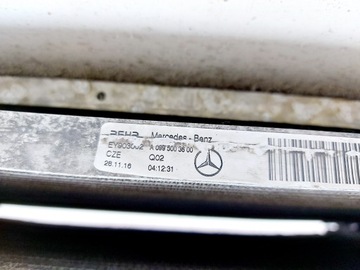 BEHR Mercedes - Benz
EY903002 A 099 500 36 00
CZE Q02
28.11.16 04:12:31